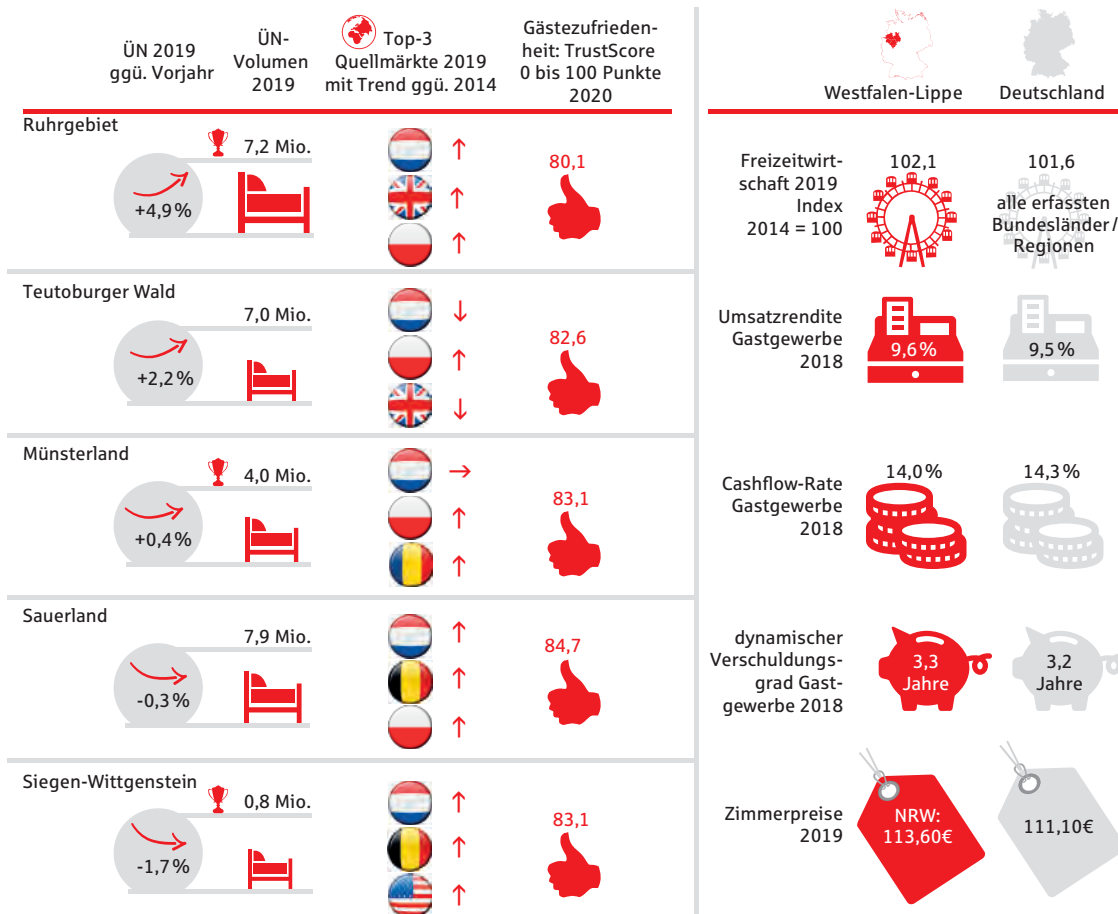 ÜN 2019
ggü. Vorjahr
ÜN-
Volumen
2019
Top-3
Quellmärkte 2019
mit Trend ggü. 2014
Gästezufrieden-
heit: TrustScore
0 bis 100 Punkte
2020
Ruhrgebiet
+4,9 %
7,2 Mio.
80,1
Teutoburger Wald
+2,2 %
7,0 Mio.
82,6
Münsterland
+0,4 %
4,0 Mio.
83,1
Sauerland
-0,3 %
7,9 Mio.
84,7
Siegen-Wittgenstein
-1,7 %
0,8 Mio.
83,1
Westfalen-Lippe
Deutschland
Freizeitwirt-
schaft 2019
Index
2014 = 100
102,1
101,6
alle erfassten
Bundesländer/
Regionen
Umsatzrendite
Gastgewerbe
2018
9,6 %
9,5 %
Cashflow-Rate
Gastgewerbe
2018
14,0 %
14,3 %
dynamischer
Verschuldungs-
grad Gast-
gewerbe 2018
3,3
Jahre
3,2
Jahre
Zimmerpreise
2019
NRW:
113,60€
111,10€